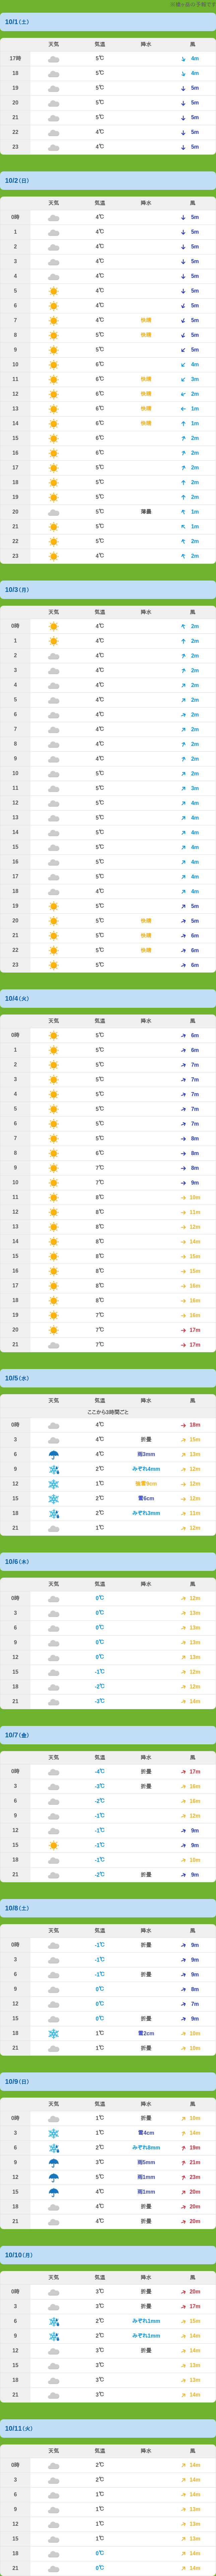 の予報です
10/1(土)
天気 気温 降水 風
17時 5℃ 4m
18 5℃ 4m
19 5℃ 5m
20 5℃ 5m
21 5℃ 5m
22 4℃ 5m
23 4℃ 5m
10/2(日)
天気 気温 降水 風
0時 4℃ 5m
1 4℃ 5m
2 4℃ 5m
3 4℃ 5m
4 4℃ 5m
5 4℃ 5m
6 4℃ 5m
7 4℃ 快晴 5m
8 5℃ 快晴 5m
9 5℃ 5m
10 6℃ 4m
11 6℃ 快晴 3m
12 6℃ 快晴 2m
13 6℃ 快晴 1m
14 6℃ 快晴 1m
15 6℃ 2m
16 6℃ 2m
17 5℃ 2m
18 5℃ 2m
19 5℃ 2m
20 5℃ 薄曇 1m
21 5℃ 1m
22 5℃ 2m
23 4℃ 2m
10/3(月)
天気 気温 降水 風
0時 4℃ 2m
1 4℃ 2m
2 4℃ 2m
3 4℃ 2m
4 4℃ 2m
5 4℃ 2m
6 4℃ 2m
7 4℃ 2m
8 4℃ 2m
9 4℃ 2m
10 5℃ 2m
11 5℃ 3m
12 5℃ 4m
13 5℃ 4m
14 5℃ 4m
15 5℃ 4m
16 5℃ 4m
17 5℃ 4m
18 4℃ 4m
19 5℃ 5m
20 5℃ 快晴 5m
21 5℃ 快晴 6m
22 5℃ 快晴 6m
23 5℃ 6m
10/4(火)
天気 気温 降水 風
0時 5℃ 6m
1 5℃ 6m
2 5℃ 7m
3 5℃ 7m
4 5℃ 7m
5 5℃ 7m
6 5℃ 7m
7 5℃ 8m
8 6℃ 8m
9 7℃ 8m
10 7℃ 9m
11 8℃ 10m
12 8℃ 11m
13 8℃ 12m
14 8℃ 14m
15 8℃ 15m
16 8℃ 15m
17 8℃ 16m
18 8℃ 16m
19 7℃ 16m
20 7℃ 17m
21 7℃ 17m
10/5(水)
天気 気温 降水 風
ここから3時間ごと
0時 4℃ 18m
3 4℃ 折曇 15m
6 4℃ 雨3mm 13m
9 2℃ みぞれ4mm 12m
12 1℃ 強雪9cm 12m
15 2℃ 雪6cm 12m
18 2℃ みぞれ3mm 11m
21 1℃ 12m
10/6(木)
天気 気温 降水 風
0時 0℃ 12m
3 0℃ 13m
6 0℃ 13m
9 0℃ 13m
12 0℃ 13m
15 -1℃ 12m
18 -2℃ 12m
21 -3℃ 14m
10/7(金)
天気 気温 降水 風
0時 -4℃ 折曇 17m
3 -3℃ 折曇 16m
6 -2℃ 16m
9 -1℃ 12m
12 -1℃ 9m
15 -1℃ 9m
18 -1℃ 10m
21 -2℃ 折曇 9m
10/8(土)
天気 気温 降水 風
0時 -1℃ 折曇 9m
3 -1℃ 9m
6 -1℃ 折曇 9m
9 0℃ 8m
12 0℃ 7m
15 0℃ 折曇 9m
18 1℃ 雪2cm 10m
21 1℃ 折曇 10m
10/9(日)
天気 気温 降水 風
0時 1℃ 折曇 10m
3 1℃ 雪4cm 14m
6 2℃ みぞれ8mm 19m
9 3℃ 雨5mm 21m
12 5℃ 雨1mm 23m
15 4℃ 雨1mm 20m
18 4℃ 折曇 20m
21 4℃ 折曇 20m
10/10(月)
天気 気温 降水 風
0時 3℃ 折曇 20m
3 3℃ 折曇 17m
6 2℃ みぞれ1mm 15m
9 2℃ みぞれ1mm 14m
12 3℃ 折曇 14m
15 3℃ 13m
18 3℃ 13m
21 3℃ 14m
10/11(火)
天気 気温 降水 風
0時 2℃ 14m
3 2℃ 14m
6 1℃ 14m
9 1℃ 13m
12 1℃ 13m
15 1℃ 13m
18 0℃ 14m
21 0℃ 14m